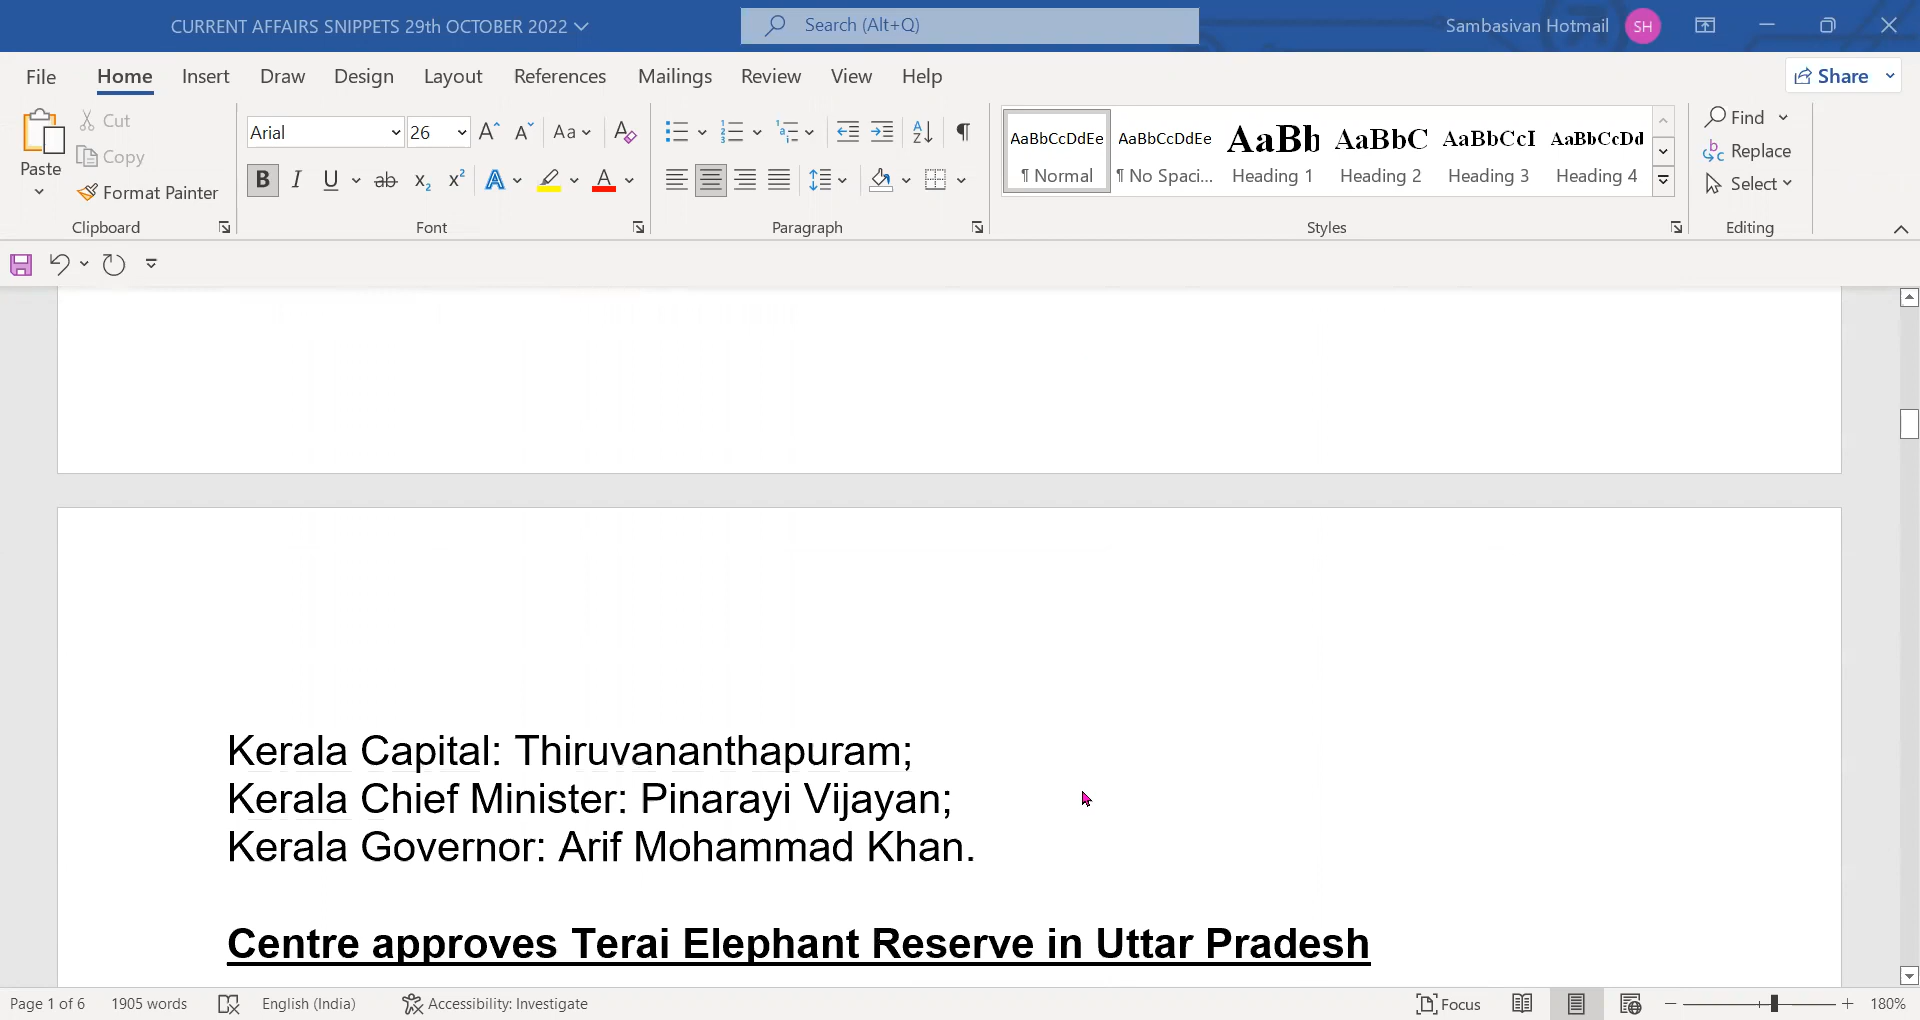 CURRENT AFFAIRS SNIPPETS 29th OCTOBER 2022
Search (Alt+Q)
Sambasivan Hotmail
SH
File Home Insert Draw Design Layout References Mailings Review View Help
Share
Paste
Cut
Copy
Format Painter
Clipboard
Arial
26
Aa
Font
Paragraph
AaBbCcDdEe AaBbCcDdEe AaBb AaBbC AaBbCcI AaBbCcDd
¶ Normal ¶ No Spaci... Heading 1 Heading 2 Heading 3 Heading 4
Styles
Find
Replace
Select
Editing
Kerala Capital: Thiruvananthapuram;
Kerala Chief Minister: Pinarayi Vijayan;
Kerala Governor: Arif Mohammad Khan.
Centre approves Terai Elephant Reserve in Uttar Pradesh
Page 1 of 6 1905 words English (India) Accessibility: Investigate Focus 180%